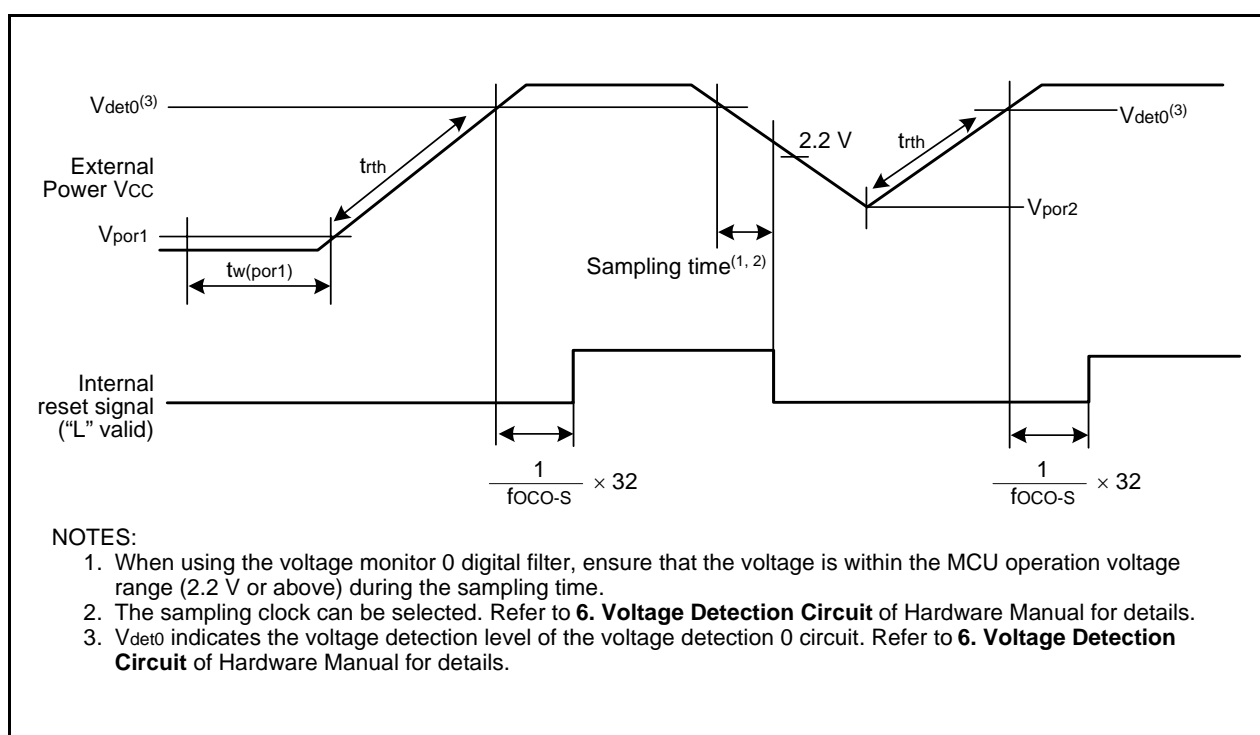 Vdet0(3)
2.2 V
Vdet0(3)
trth
trth
External
Power VCC
Vpor2
Vpor1
tw(por1)
Sampling time(1, 2)
Internal
reset signal
(“L” valid)
1
fOCO-S
× 32
1
fOCO-S
× 32
NOTES:
1. When using the voltage monitor 0 digital filter, ensure that the voltage is within the MCU operation voltage
range (2.2 V or above) during the sampling time.
2. The sampling clock can be selected. Refer to 6. Voltage Detection Circuit of Hardware Manual for details.
3. Vdet0 indicates the voltage detection level of the voltage detection 0 circuit. Refer to 6. Voltage Detection
Circuit of Hardware Manual for details.